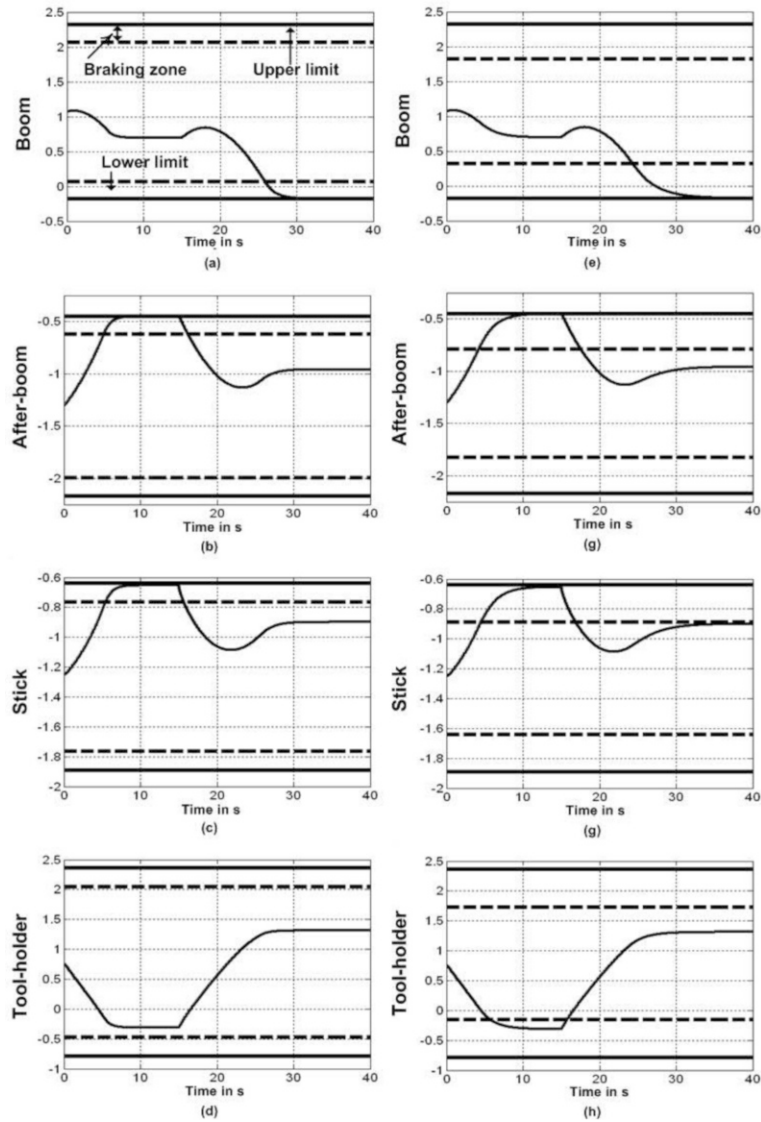 2.5
2
1.5
1
0.5
0
-0.5
Boom
Braking zone
Upper limit
Lower limit
0 10 20 30 40
Time in s
(a)
2.5
2
1.5
1
0.5
0
-0.5
Boom
0 10 20 30 40
Time in s
(e)
-0.5
-1
-1.5
-2
After-boom
0 10 20 30 40
Time in s
(b)
-0.5
-1
-1.5
-2
After-boom
0 10 20 30 40
Time in s
(g)
-0.6
-0.8
-1
-1.2
-1.4
-1.6
-1.8
-2
Stick
0 10 20 30 40
Time in s
(c)
-0.6
-0.8
-1
-1.2
-1.4
-1.6
-1.8
-2
Stick
0 10 20 30 40
Time in s
(g)
2.5
2
1.5
1
0.5
0
-0.5
-1
Tool-holder
0 10 20 30 40
Time in s
(d)
2.5
2
1.5
1
0.5
0
-0.5
-1
Tool-holder
0 10 20 30 40
Time in s
(h)